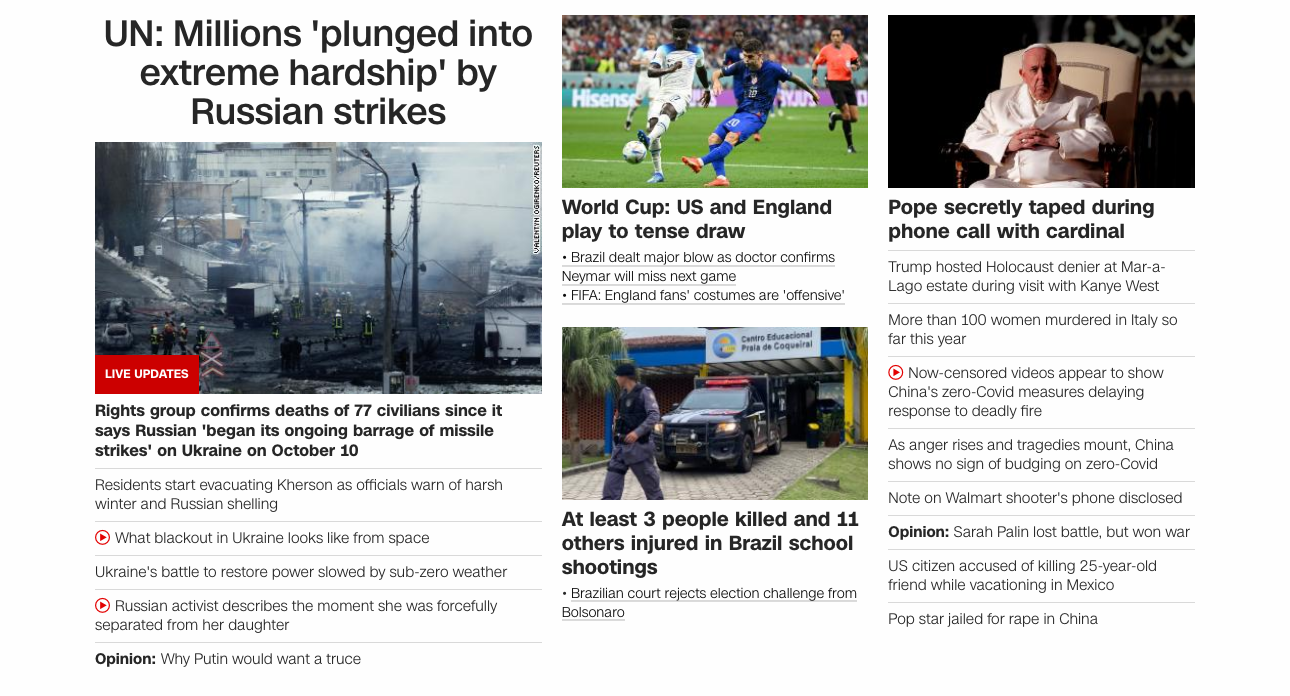 UN: Millions 'plunged into
extreme hardship' by
Russian strikes
VALENTYN OGIRENKO/REUTERS
LIVE UPDATES
Rights group confirms deaths of 77 civilians since it
says Russian 'began its ongoing barrage of missile
strikes' on Ukraine on October 10
Residents start evacuating Kherson as officials warn of harsh
winter and Russian shelling
What blackout in Ukraine looks like from space
Ukraine's battle to restore power slowed by sub-zero weather
Russian activist describes the moment she was forcefully
separated from her daughter
Opinion: Why Putin would want a truce
Hisense
World Cup: US and England
play to tense draw
• Brazil dealt major blow as doctor confirms
Neymar will miss next game
• FIFA: England fans' costumes are 'offensive'
Centro Educacional
Praia de Coqueiral
At least 3 people killed and 11
others injured in Brazil school
shootings
• Brazilian court rejects election challenge from
Bolsonaro
Pope secretly taped during
phone call with cardinal
Trump hosted Holocaust denier at Mar-a-
Lago estate during visit with Kanye West
More than 100 women murdered in Italy so
far this year
Now-censored videos appear to show
China's zero-Covid measures delaying
response to deadly fire
As anger rises and tragedies mount, China
shows no sign of budging on zero-Covid
Note on Walmart shooter's phone disclosed
Opinion: Sarah Palin lost battle, but won war
US citizen accused of killing 25-year-old
friend while vacationing in Mexico
Pop star jailed for rape in China